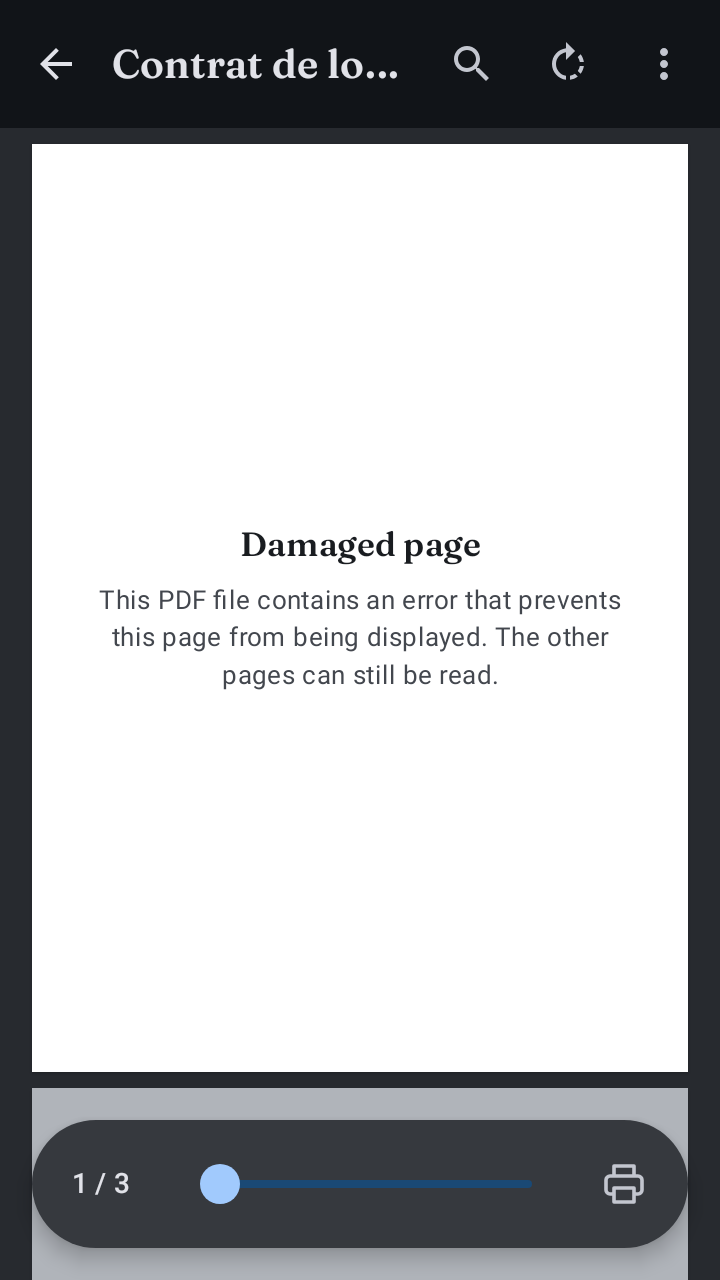 Contrat de lo...
Damaged page
This PDF file contains an error that prevents
this page from being displayed. The other
pages can still be read.
1 / 3